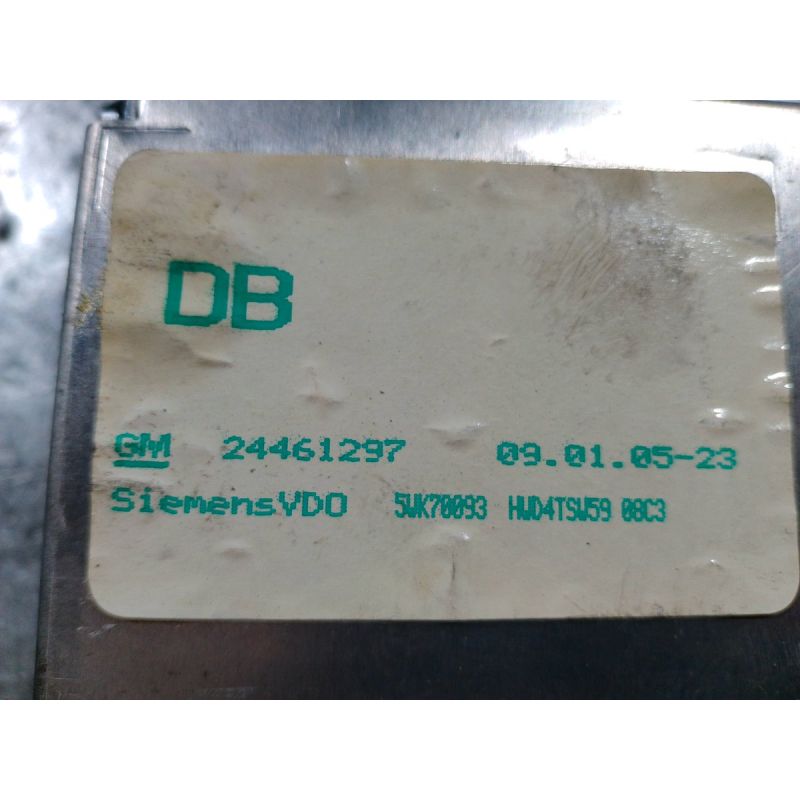 DB
GM 24461297 09.01.05-23
SiemensVDO 5WK70093 HWD4TSW59 08C3